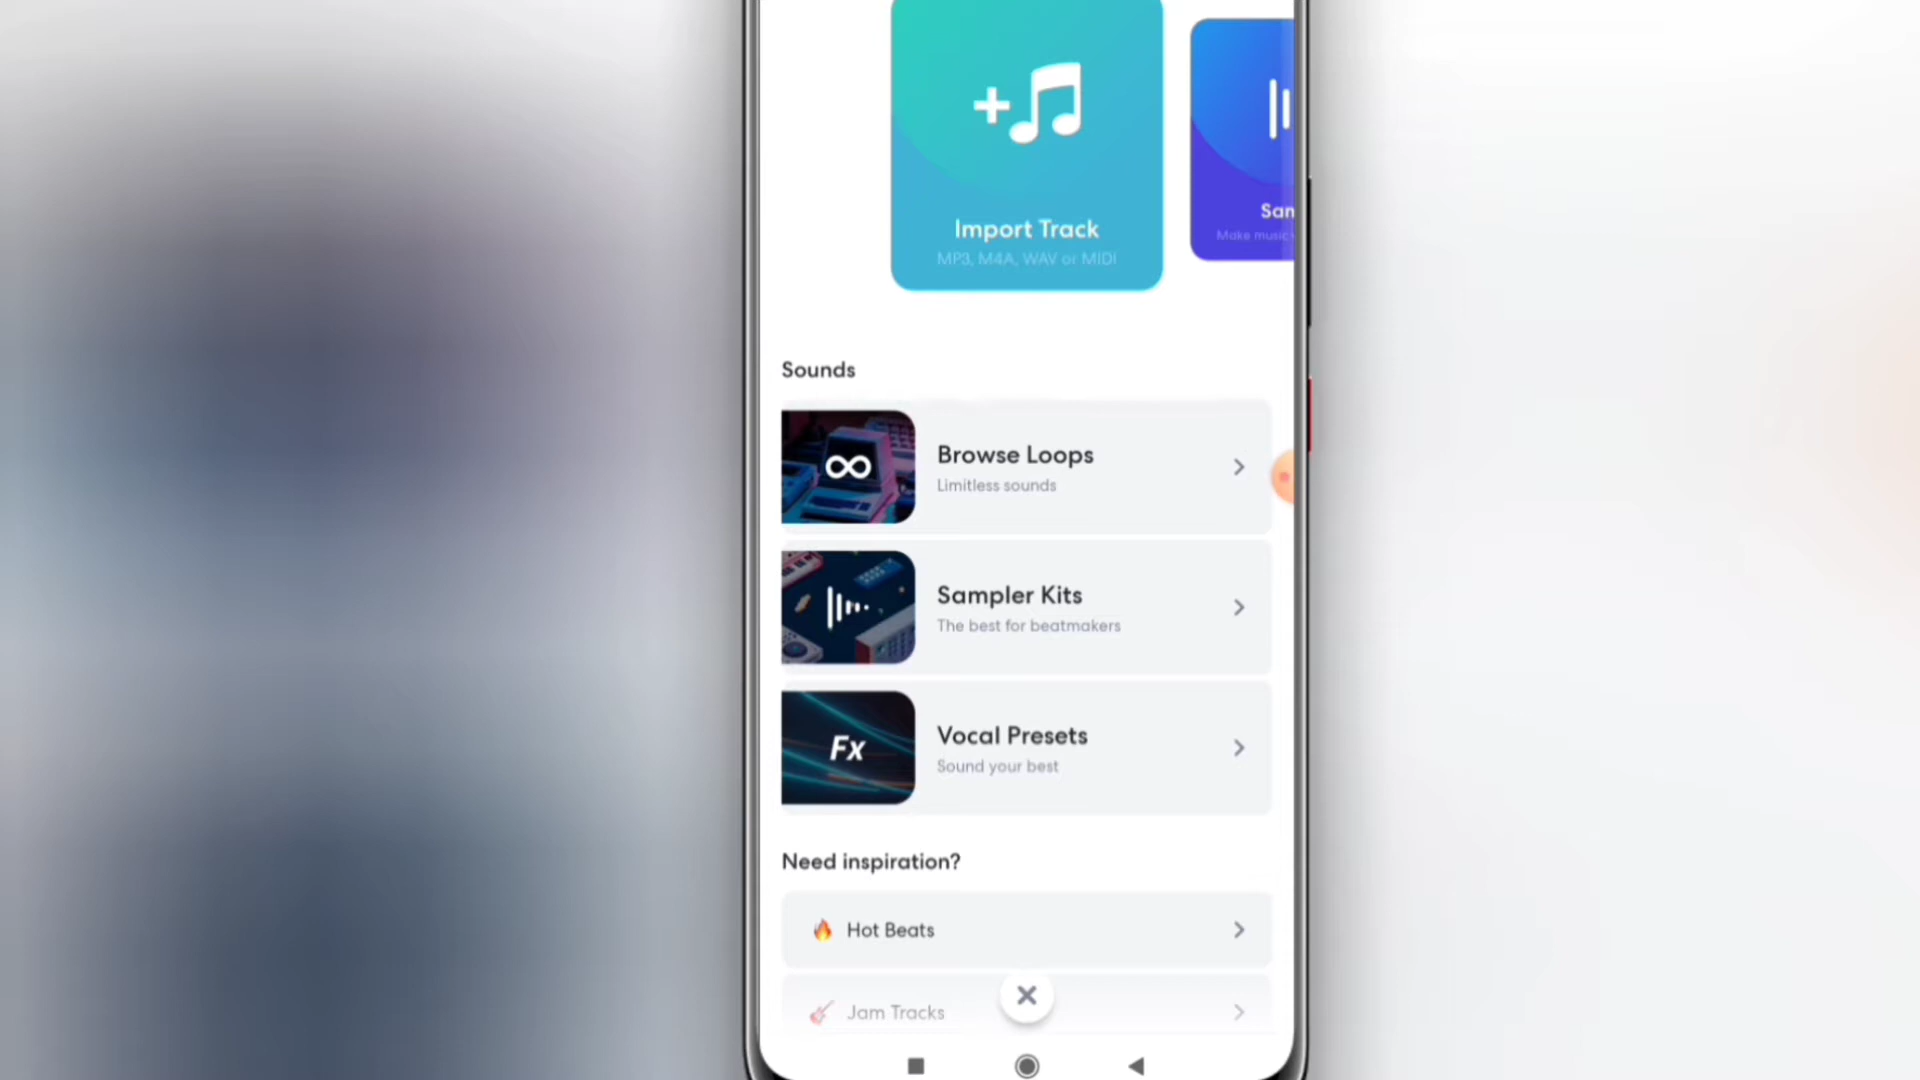 Import Track
MP3, M4A, WAV or MIDI
Sam
Make music
Sounds
Browse Loops
Limitless sounds
Sampler Kits
The best for beatmakers
Fx
Vocal Presets
Sound your best
Need inspiration?
Hot Beats
Jam Tracks